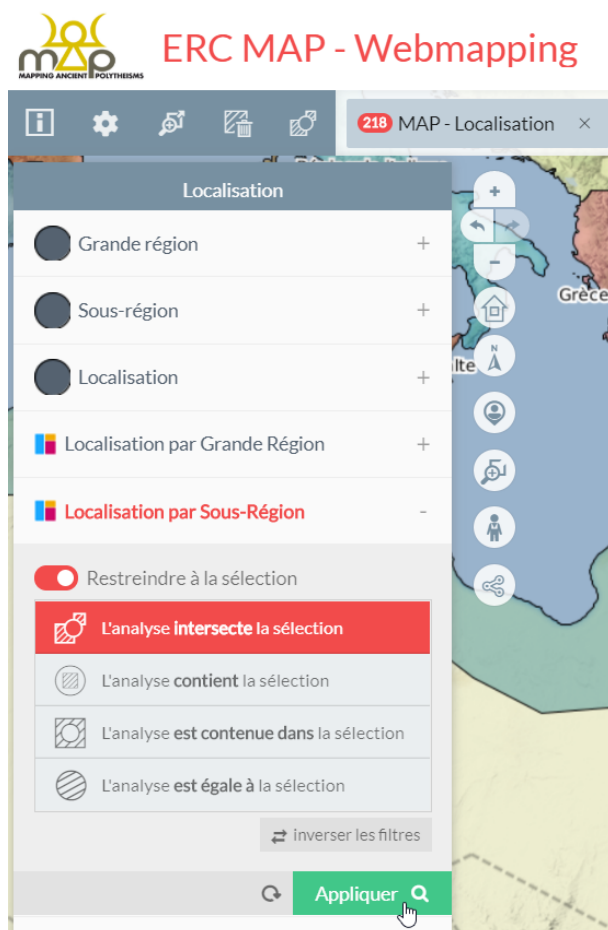 map
MAPPING ANCIENT POLYTHEISMS
ERC MAP - Webmapping
218 MAP - Localisation ×
Localisation
Grande région +
Sous-région +
Localisation +
Localisation par Grande Région +
Localisation par Sous-Région -
Restreindre à la sélection
L'analyse intersecte la sélection
L'analyse contient la sélection
L'analyse est contenue dans la sélection
L'analyse est égale à la sélection
inverser les filtres
Appliquer
+
-
Grèce
lte
N